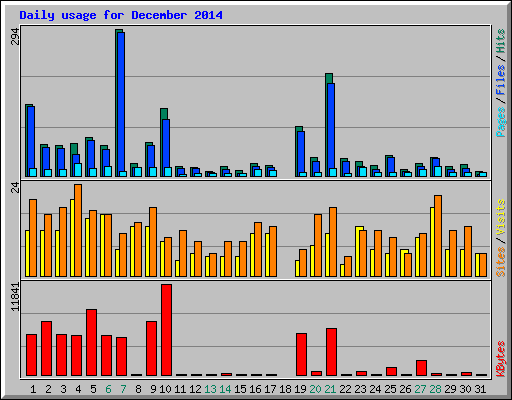 Daily usage for December 2014
294
Pages / Files / Hits
24
Sites / Visits
11841
KBytes
1 2 3 4 5 6 7 8 9 10 11 12 13 14 15 16 17 18 19 20 21 22 23 24 25 26 27 28 29 30 31